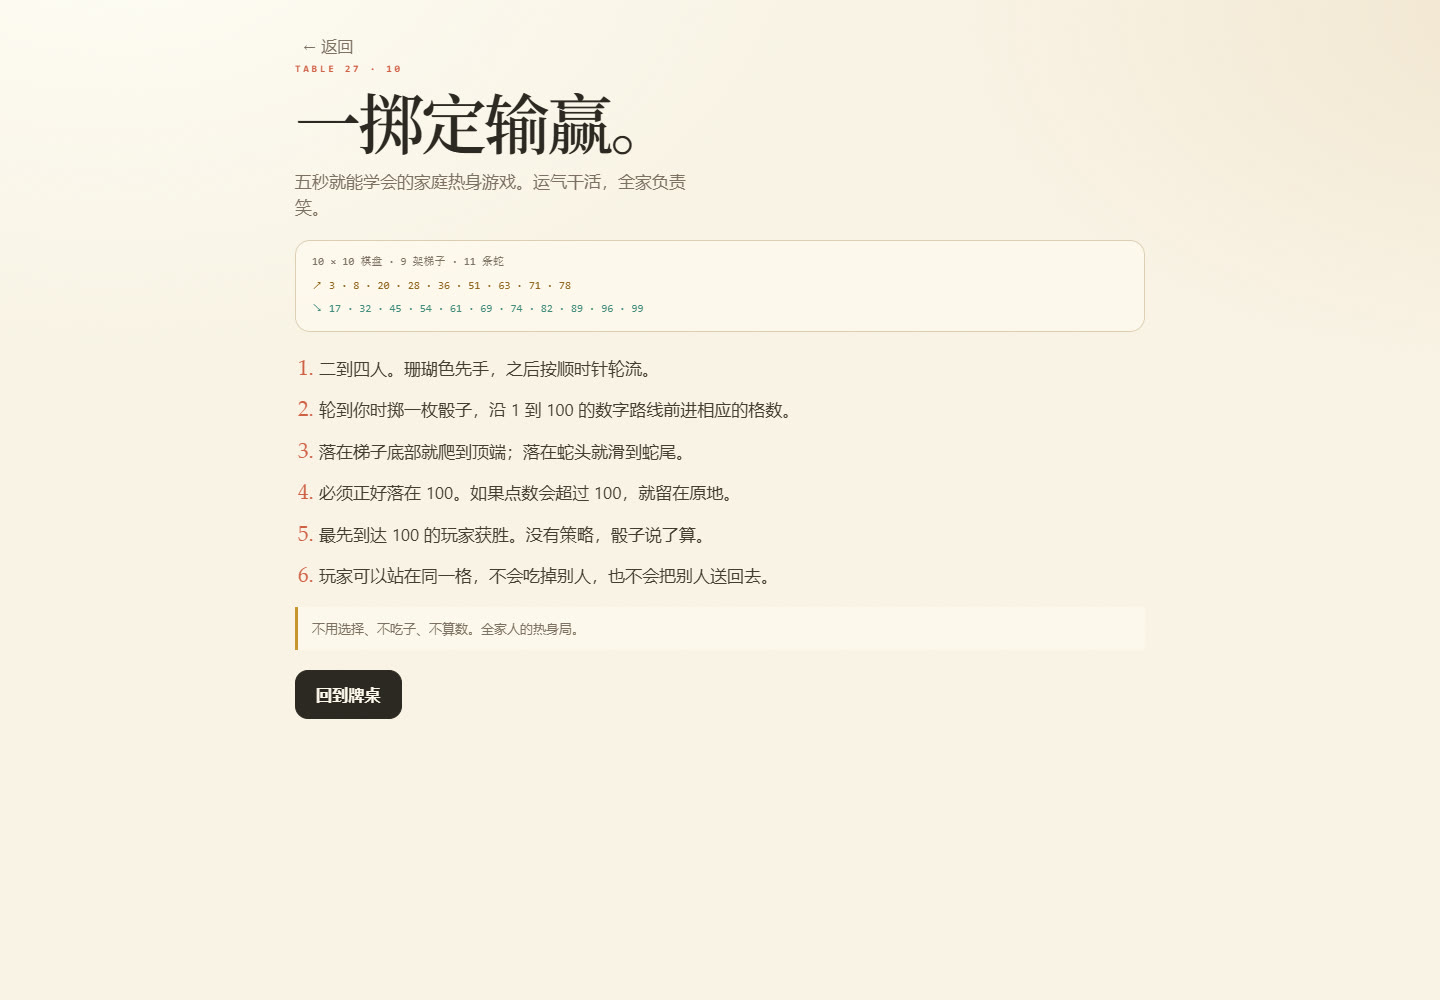 ← 返回
TABLE 27 · 10
一掷定输赢。
五秒就能学会的家庭热身游戏。运气干活，全家负责
笑。
10 × 10 棋盘 · 9 架梯子 · 11 条蛇
↗ 3 · 8 · 20 · 28 · 36 · 51 · 63 · 71 · 78
↘ 17 · 32 · 45 · 54 · 61 · 69 · 74 · 82 · 89 · 96 · 99
1. 二到四人。珊瑚色先手，之后按顺时针轮流。
2. 轮到你时掷一枚骰子，沿 1 到 100 的数字路线前进相应的格数。
3. 落在梯子底部就爬到顶端；落在蛇头就滑到蛇尾。
4. 必须正好落在 100。如果点数会超过 100，就留在原地。
5. 最先到达 100 的玩家获胜。没有策略，骰子说了算。
6. 玩家可以站在同一格，不会吃掉别人，也不会把别人送回去。
不用选择、不吃子、不算数。全家人的热身局。
回到牌桌